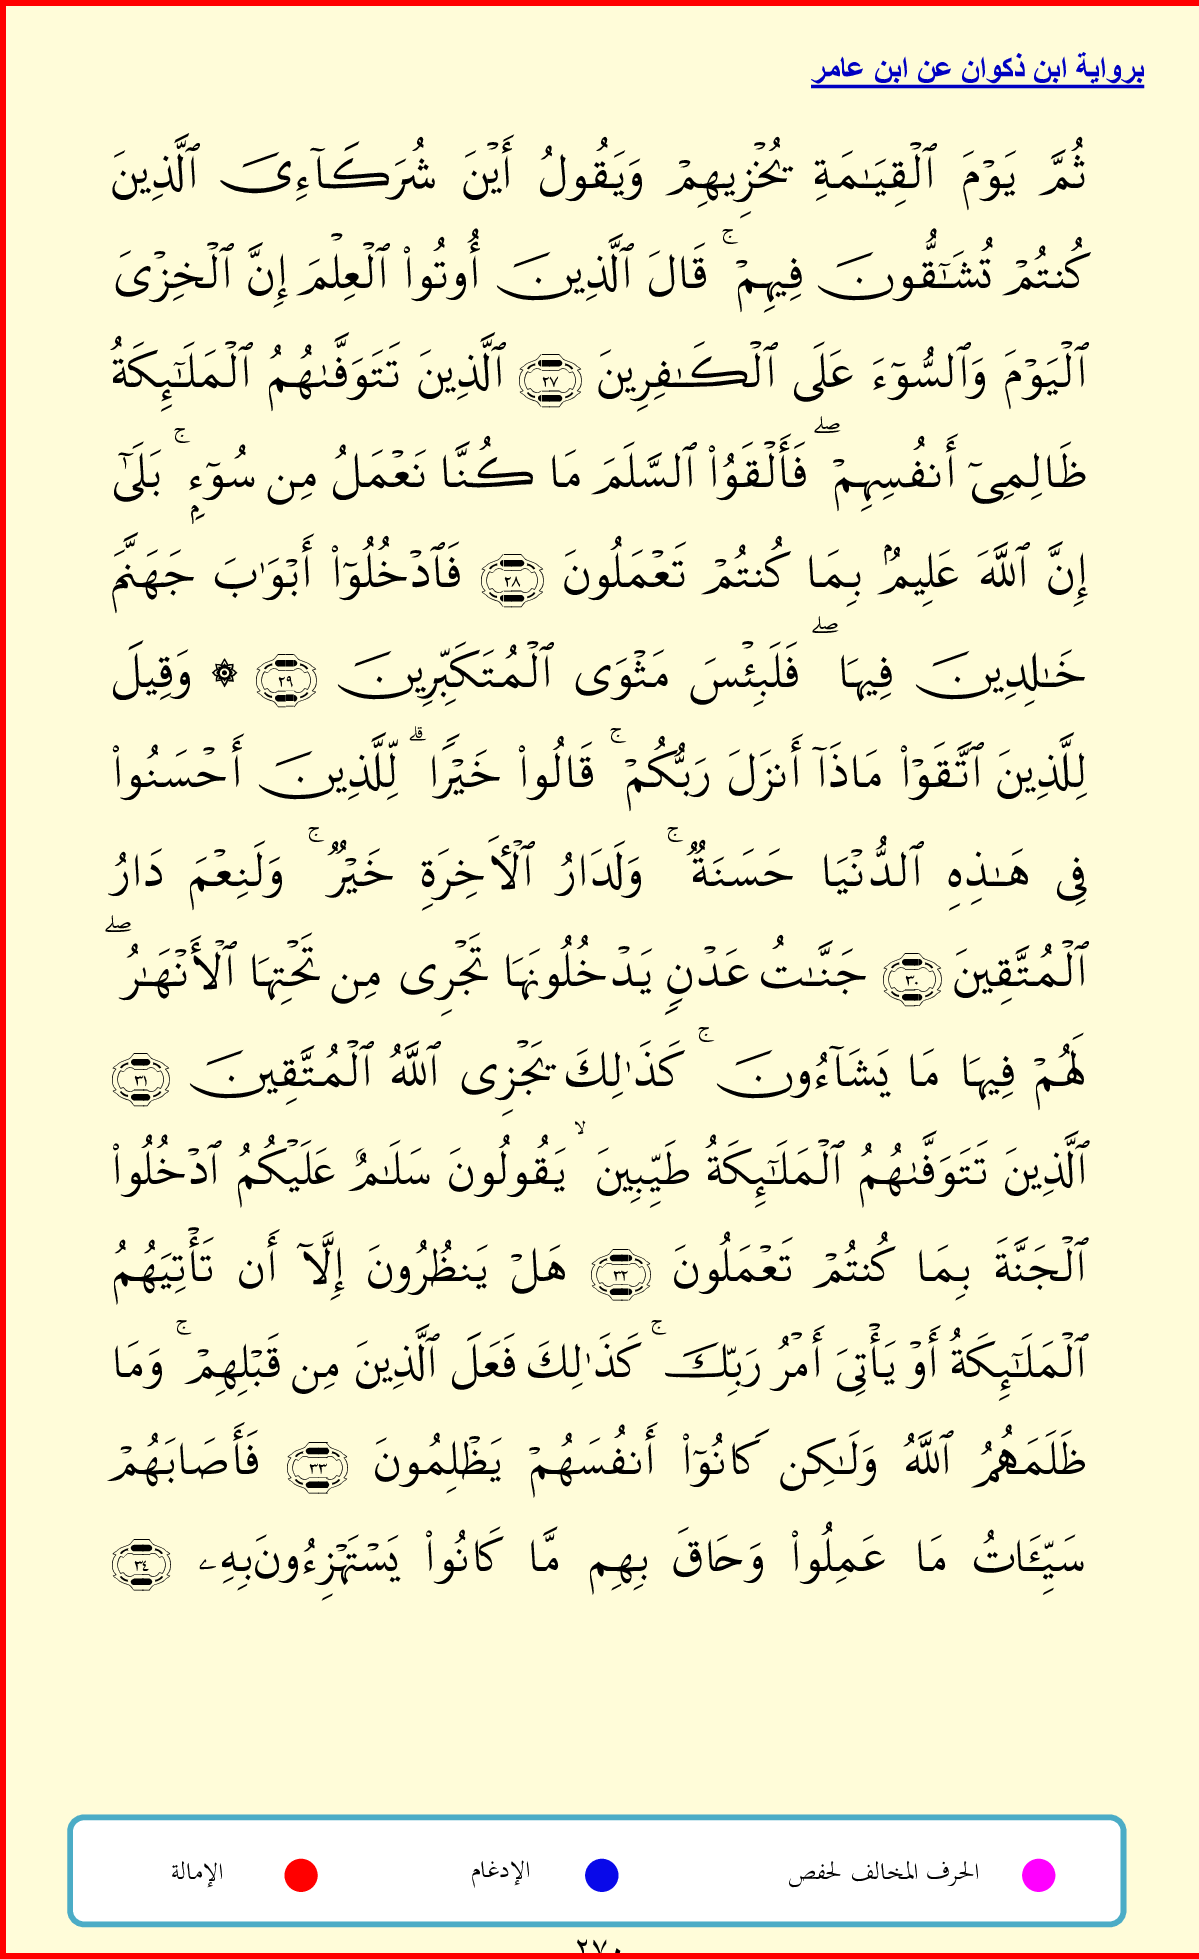 برواية ابن ذكوان عن ابن عامر
ثُمَّ يَوْمَ ٱلْقِيَـٰمَةِ يُخْزِيهِمْ وَيَقُولُ أَيْنَ شُرَكَآءِىَ ٱلَّذِينَ
كُنتُمْ تُشَـٰٓقُّونَ فِيهِمْ ۚ قَالَ ٱلَّذِينَ أُوتُوا۟ ٱلْعِلْمَ إِنَّ ٱلْخِزْىَ
ٱلْيَوْمَ وَٱلسُّوٓءَ عَلَى ٱلْكَـٰفِرِينَ ٢٧ ٱلَّذِينَ تَتَوَفَّىٰهُمُ ٱلْمَلَـٰٓئِكَةُ
ظَالِمِىٓ أَنفُسِهِمْ ۖ فَأَلْقَوُا۟ ٱلسَّلَمَ مَا كُنَّا نَعْمَلُ مِن سُوٓءٍۭ ۚ بَلَىٰٓ
إِنَّ ٱللَّهَ عَلِيمٌۢ بِمَا كُنتُمْ تَعْمَلُونَ ٢٨ فَٱدْخُلُوٓا۟ أَبْوَٰبَ جَهَنَّمَ
خَـٰلِدِينَ فِيهَا ۖ فَلَبِئْسَ مَثْوَى ٱلْمُتَكَبِّرِينَ ٢٩ ۞ وَقِيلَ
لِلَّذِينَ ٱتَّقَوْا۟ مَاذَآ أَنزَلَ رَبُّكُمْ ۚ قَالُوا۟ خَيْرًا ۗ لِّلَّذِينَ أَحْسَنُوا۟
فِى هَـٰذِهِ ٱلدُّنْيَا حَسَنَةٌ ۚ وَلَدَارُ ٱلْأَخِرَةِ خَيْرٌ ۚ وَلَنِعْمَ دَارُ
ٱلْمُتَّقِينَ ٣٠ جَنَّـٰتُ عَدْنٍ يَدْخُلُونَهَا تَجْرِى مِن تَحْتِهَا ٱلْأَنْهَـٰرُ ۖ
لَهُمْ فِيهَا مَا يَشَآءُونَ ۚ كَذَٰلِكَ يَجْزِى ٱللَّهُ ٱلْمُتَّقِينَ ٣١
ٱلَّذِينَ تَتَوَفَّىٰهُمُ ٱلْمَلَـٰٓئِكَةُ طَيِّبِينَ ۙ يَقُولُونَ سَلَـٰمٌ عَلَيْكُمُ ٱدْخُلُوا۟
ٱلْجَنَّةَ بِمَا كُنتُمْ تَعْمَلُونَ ٣٢ هَلْ يَنظُرُونَ إِلَّآ أَن تَأْتِيَهُمُ
ٱلْمَلَـٰٓئِكَةُ أَوْ يَأْتِىَ أَمْرُ رَبِّكَ ۚ كَذَٰلِكَ فَعَلَ ٱلَّذِينَ مِن قَبْلِهِمْ ۚ وَمَا
ظَلَمَهُمُ ٱللَّهُ وَلَـٰكِن كَانُوٓا۟ أَنفُسَهُمْ يَظْلِمُونَ ٣٣ فَأَصَابَهُمْ
سَيِّـَٔاتُ مَا عَمِلُوا۟ وَحَاقَ بِهِم مَّا كَانُوا۟ يَسْتَهْزِءُونَ بِهِۦ ٣٤
الحرف المخالف لحفص الإدغام الإمالة
٢٧٠